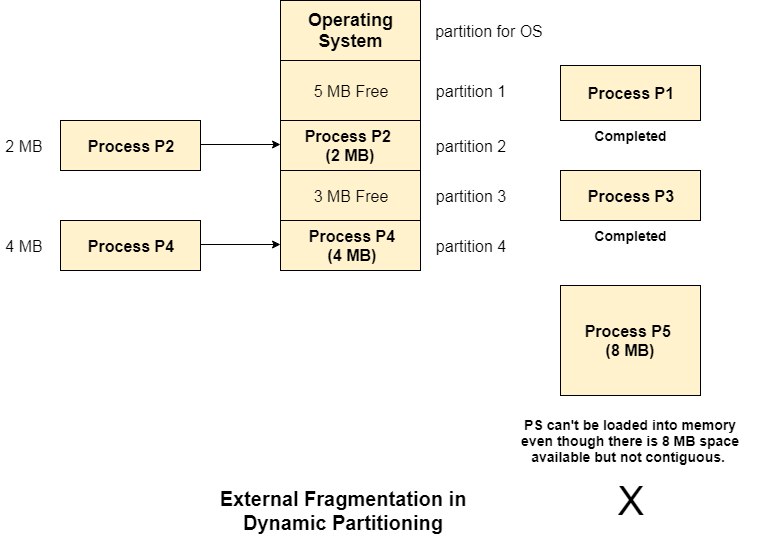 Operating
System
partition for OS
5 MB Free
partition 1
Process P1
Completed
2 MB
Process P2
Process P2
(2 MB)
partition 2
3 MB Free
partition 3
Process P3
Completed
4 MB
Process P4
Process P4
(4 MB)
partition 4
Process P5
(8 MB)
PS can't be loaded into memory
even though there is 8 MB space
available but not contiguous.
X
External Fragmentation in
Dynamic Partitioning